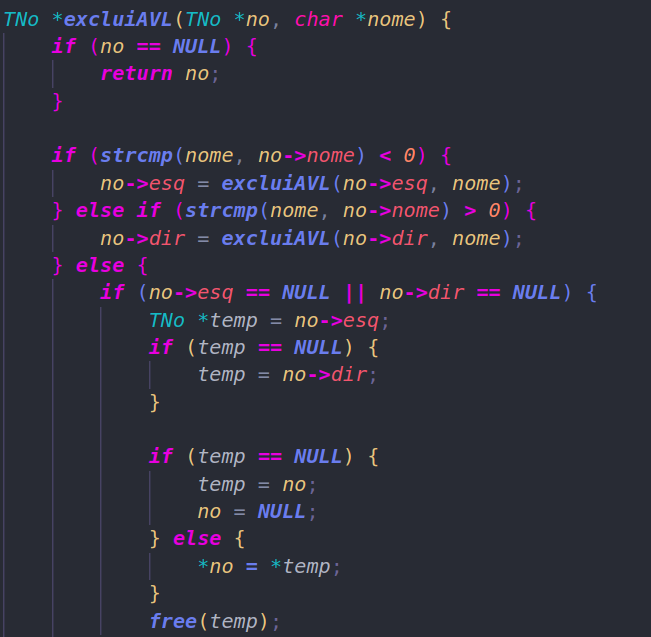 TNo *excluiAVL(TNo *no, char *nome) {
    if (no == NULL) {
        return no;
    }

    if (strcmp(nome, no->nome) < 0) {
        no->esq = excluiAVL(no->esq, nome);
    } else if (strcmp(nome, no->nome) > 0) {
        no->dir = excluiAVL(no->dir, nome);
    } else {
        if (no->esq == NULL || no->dir == NULL) {
            TNo *temp = no->esq;
            if (temp == NULL) {
                temp = no->dir;
            }

            if (temp == NULL) {
                temp = no;
                no = NULL;
            } else {
                *no = *temp;
            }
            free(temp);